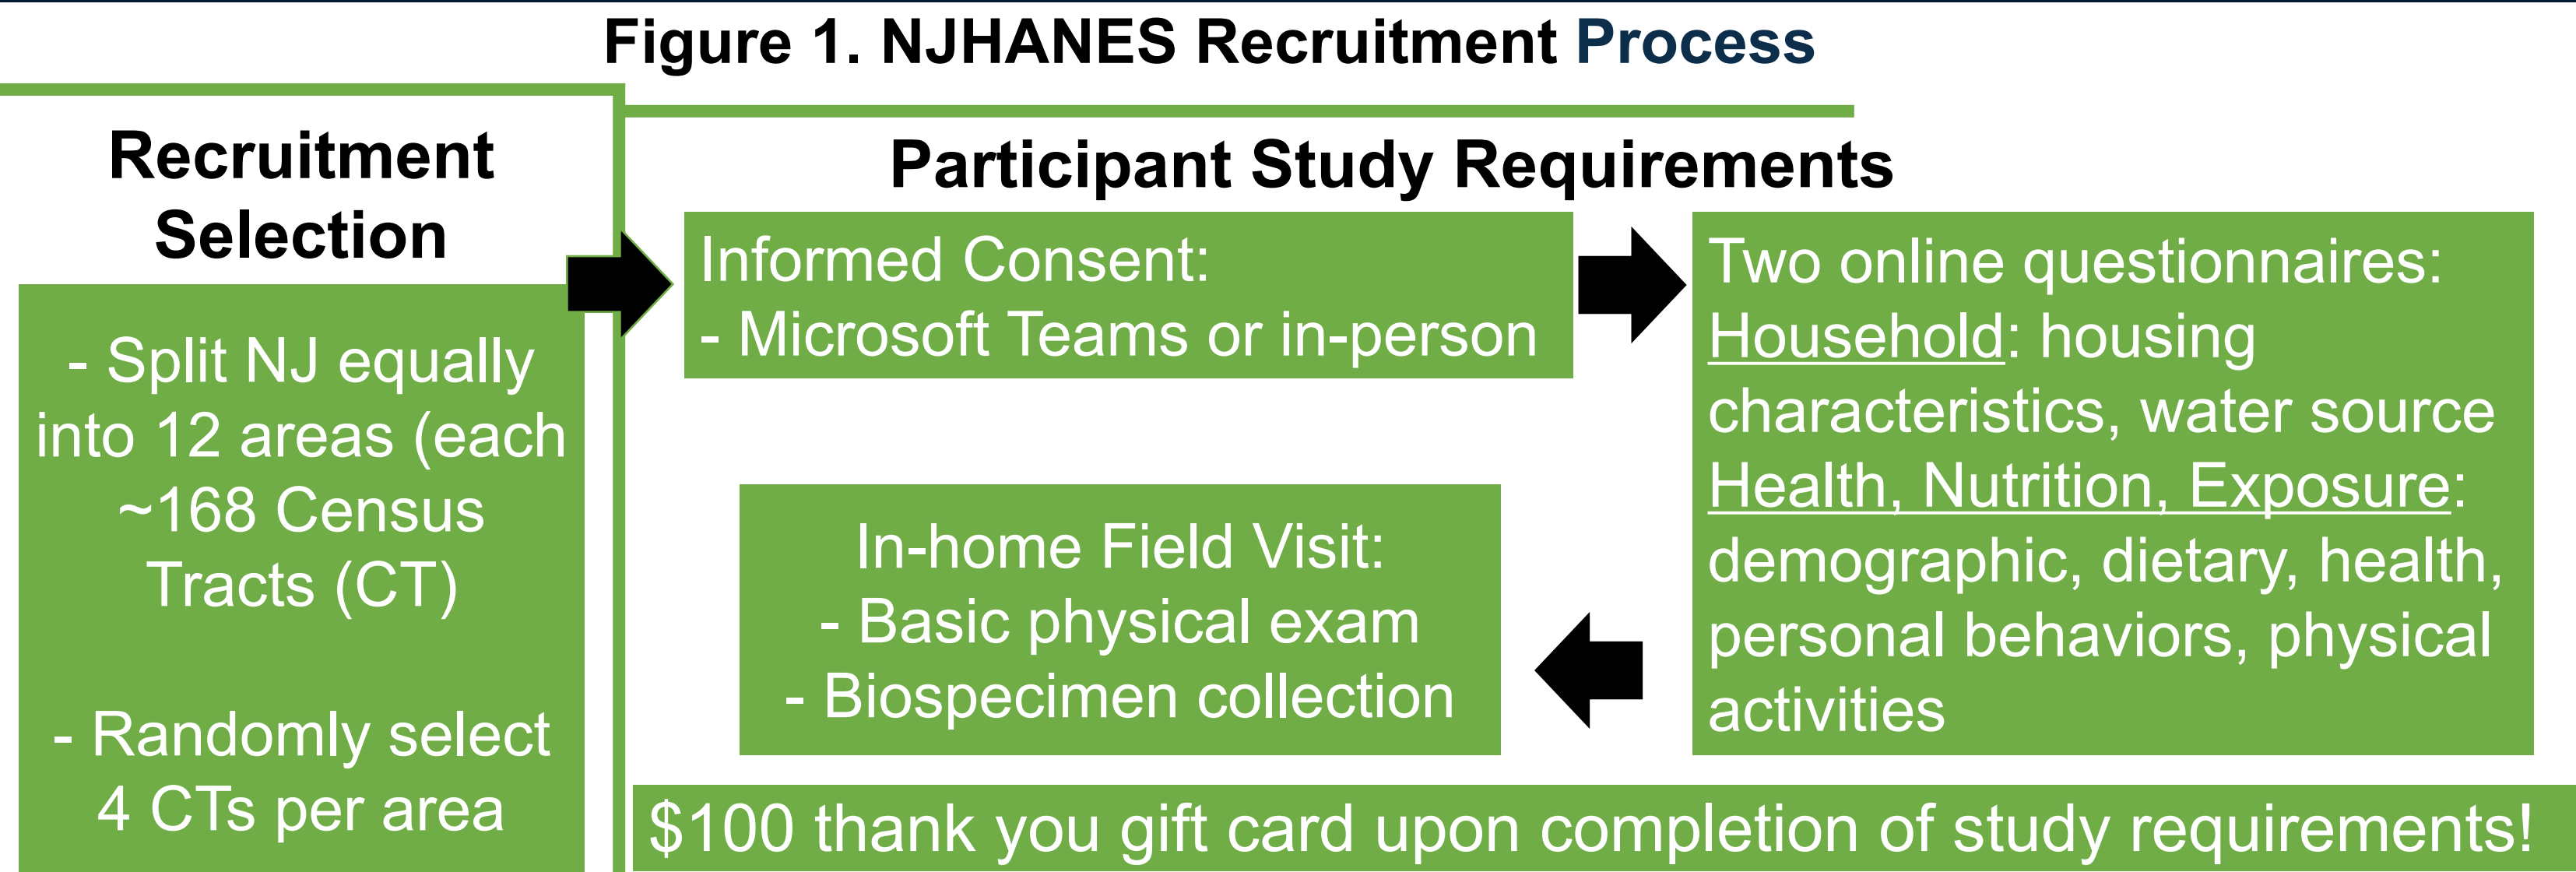 Figure 1. NJHANES Recruitment Process
Recruitment
Selection
- Split NJ equally
into 12 areas (each
~168 Census
Tracts (CT)
- Randomly select
4 CTs per area
Participant Study Requirements
Informed Consent:
- Microsoft Teams or in-person
Two online questionnaires:
Household: housing
characteristics, water source
Health, Nutrition, Exposure:
demographic, dietary, health,
personal behaviors, physical
activities
In-home Field Visit:
- Basic physical exam
- Biospecimen collection
$100 thank you gift card upon completion of study requirements!